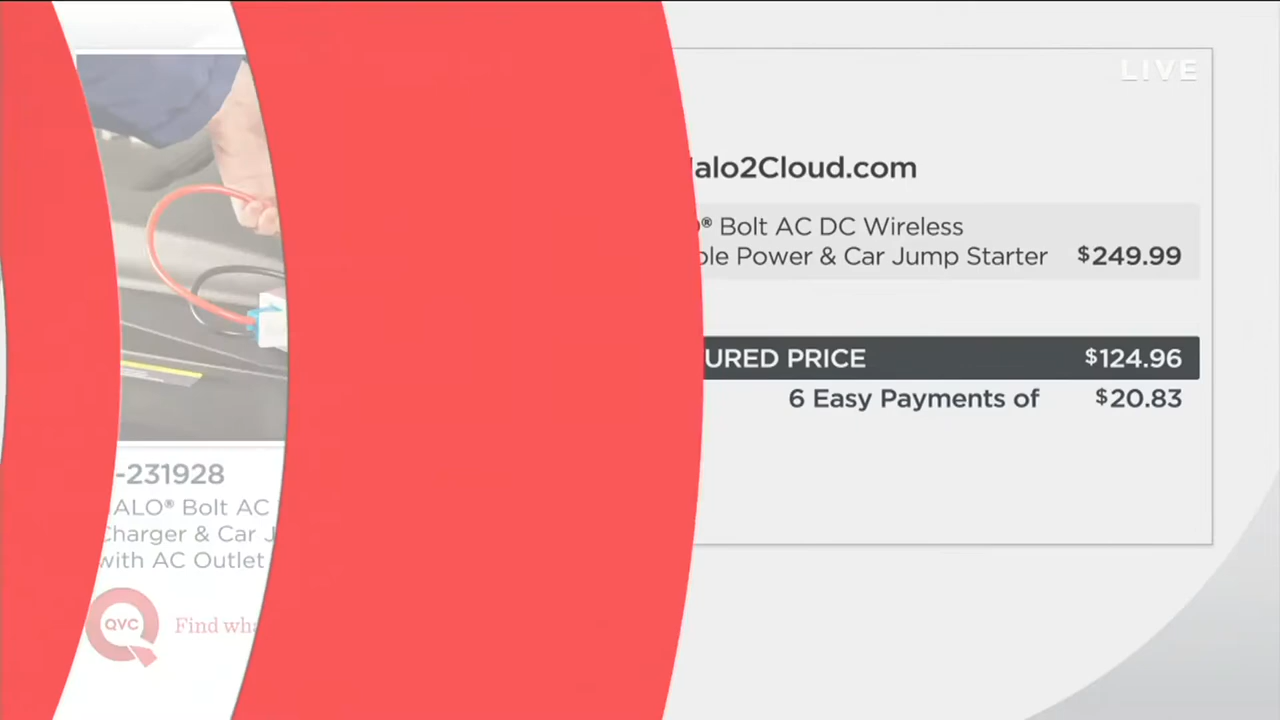 LIVE
alo2Cloud.com
® Bolt AC DC Wireless
ble Power & Car Jump Starter $249.99
URED PRICE $124.96
6 Easy Payments of $20.83
-231928
ALO® Bolt AC
Charger & Car J
with AC Outlet
QVC Find wha